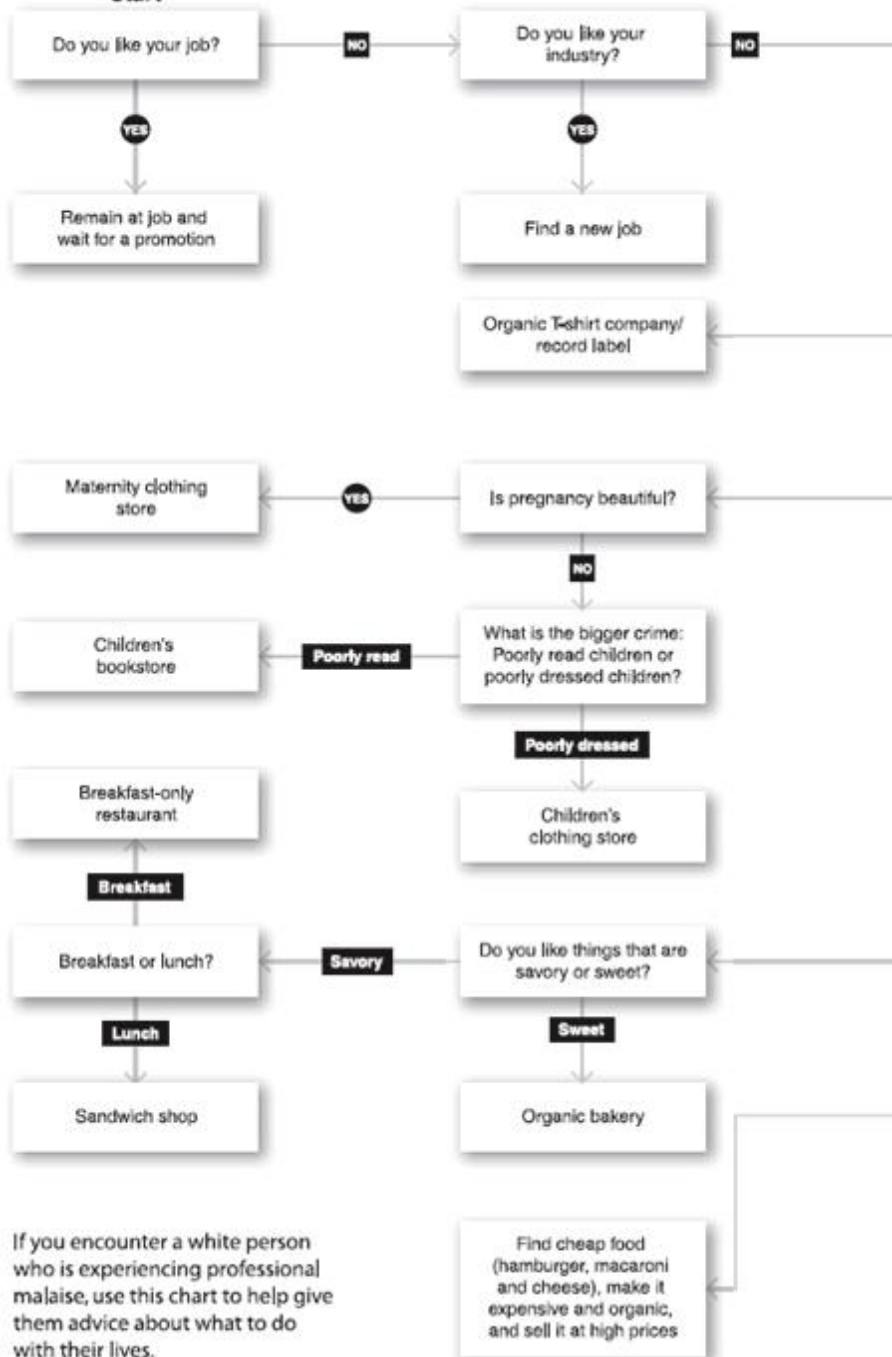 Start
Do you like your job?
NO
Do you like your
industry?
NO
YES
YES
Remain at job and
wait for a promotion
Find a new job
Organic T-shirt company/
record label
Maternity clothing
store
YES
Is pregnancy beautiful?
NO
Children's
bookstore
Poorly read
What is the bigger crime:
Poorly read children or
poorly dressed children?
Poorly dressed
Breakfast-only
restaurant
Children's
clothing store
Breakfast
Breakfast or lunch?
Savory
Do you like things that are
savory or sweet?
Lunch
Sweet
Sandwich shop
Organic bakery
If you encounter a white person
who is experiencing professional
malaise, use this chart to help give
them advice about what to do
with their lives.
Find cheap food
(hamburger, macaroni
and cheese), make it
expensive and organic,
and sell it at high prices